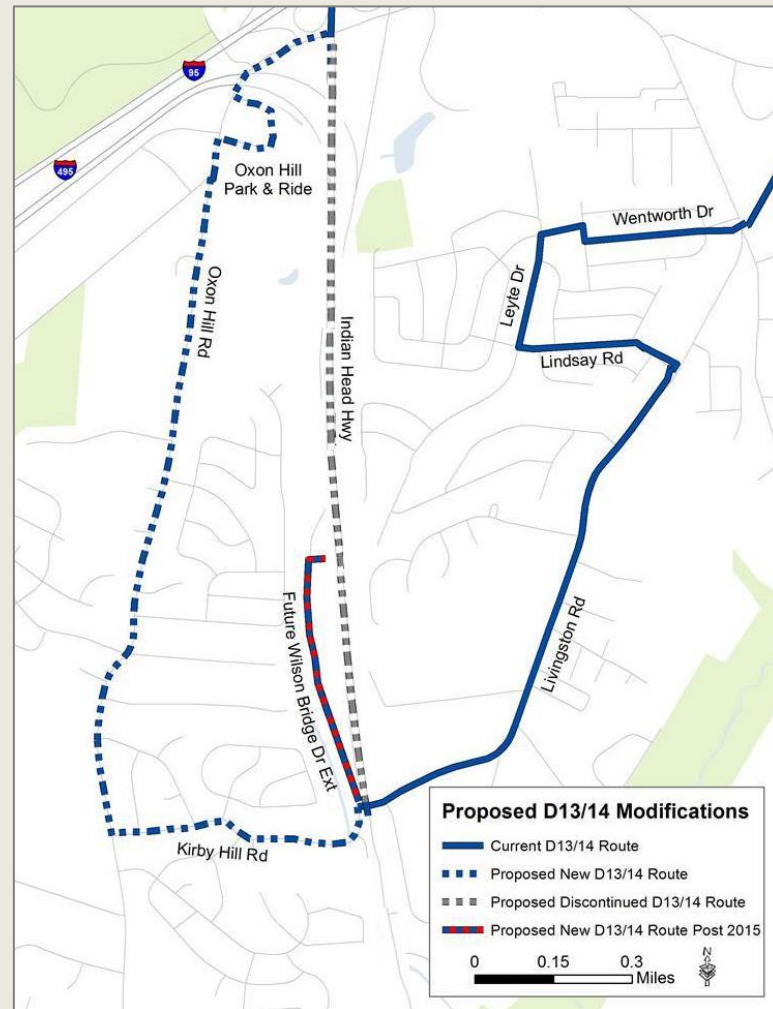 95
495
Oxon Hill
Park & Ride
Wentworth Dr
Leyte Dr
Oxon Hill Rd
Indian Head Hwy
Lindsay Rd
Livingston Rd
Future Wilson Bridge Dr Ext
Kirby Hill Rd
Proposed D13/14 Modifications
Current D13/14 Route
Proposed New D13/14 Route
Proposed Discontinued D13/14 Route
Proposed New D13/14 Route Post 2015
N
0 0.15 0.3
Miles